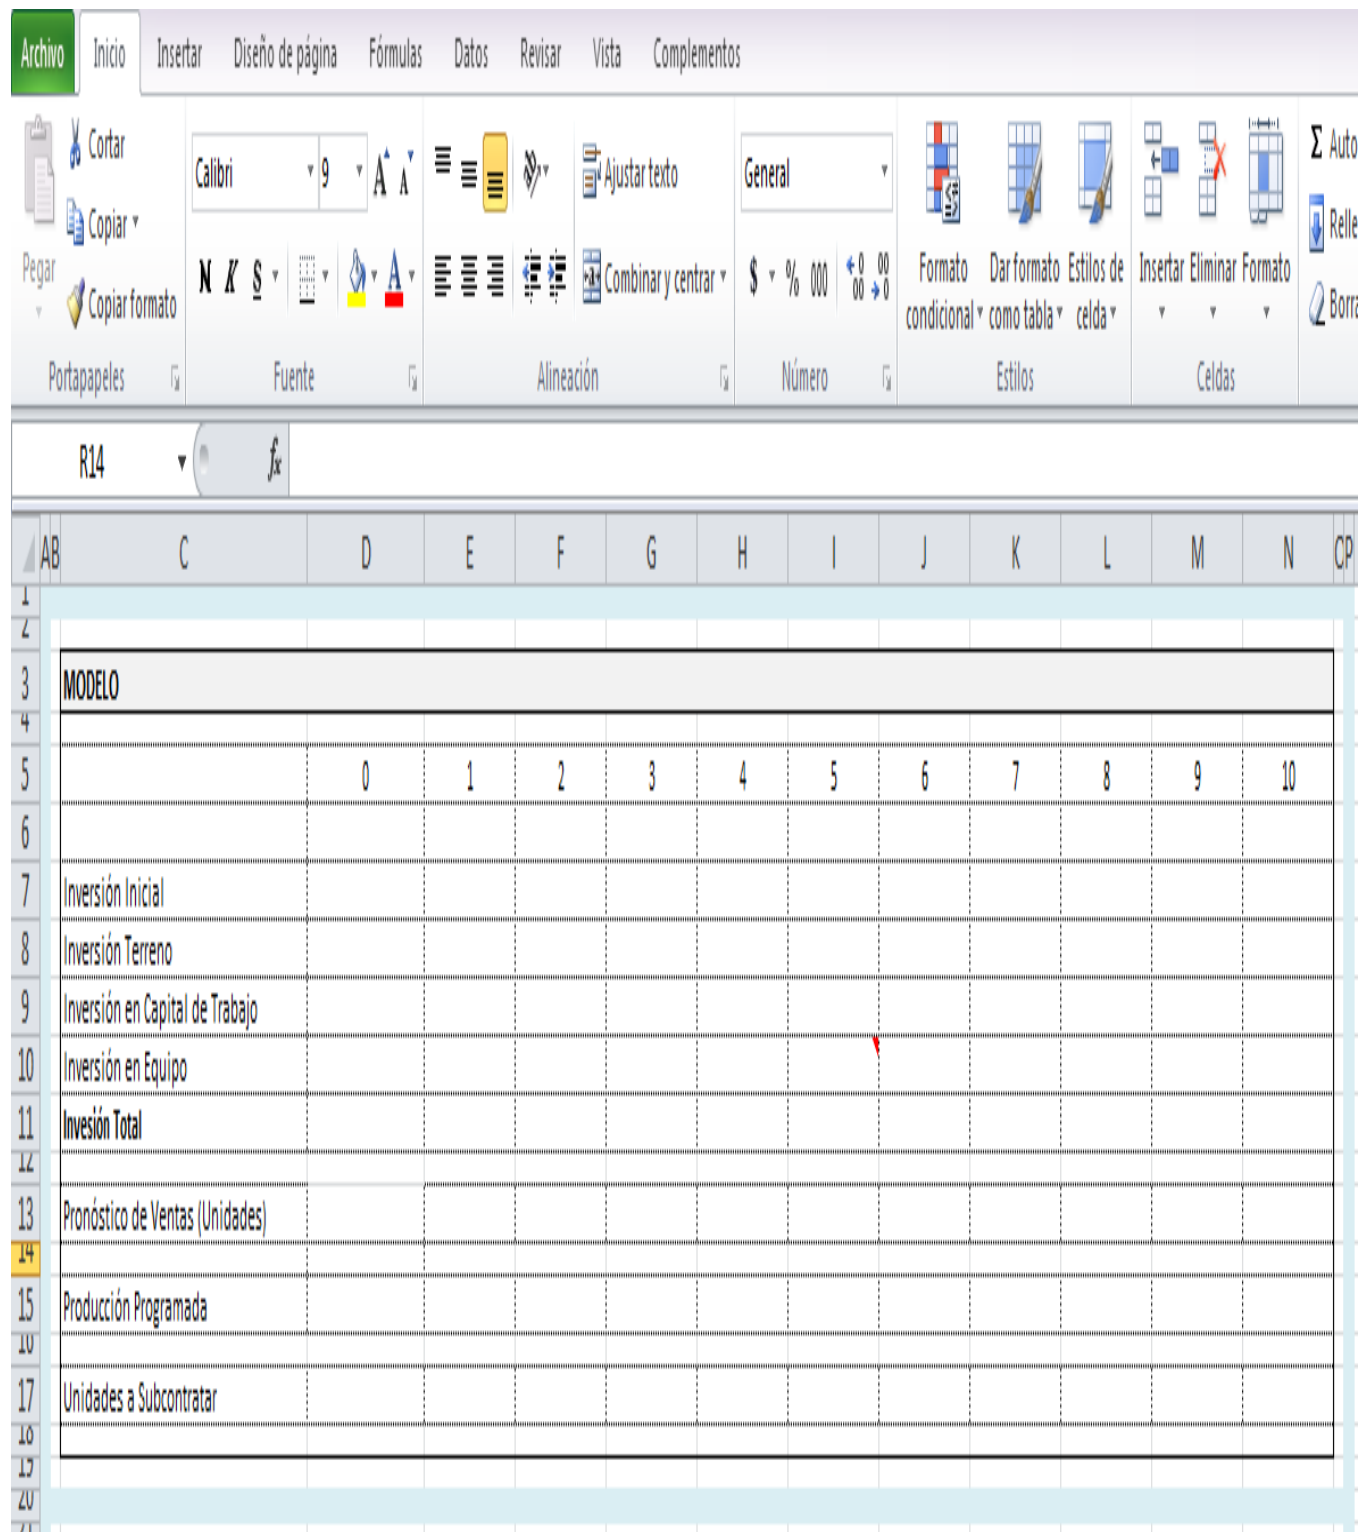 Archivo Inicio Insertar Diseño de página Fórmulas Datos Revisar Vista Complementos
Cortar
Copiar
Copiar formato
Pegar
Portapapeles
Calibri 9
N K S
Fuente
Ajustar texto
Combinar y centrar
Alineación
General
$ % 000
Número
Formato condicional
Dar formato como tabla
Estilos de celda
Estilos
Insertar Eliminar Formato
Celdas
Σ Auto
Relle
Borra
R14 fx
A B C D E F G H I J K L M N O P
1
2
3 MODELO
4
5 0 1 2 3 4 5 6 7 8 9 10
6
7 Inversión Inicial
8 Inversión Terreno
9 Inversión en Capital de Trabajo
10 Inversión en Equipo
11 Invesión Total
12
13 Pronóstico de Ventas (Unidades)
14
15 Producción Programada
17 Unidades a Subcontratar
19
20